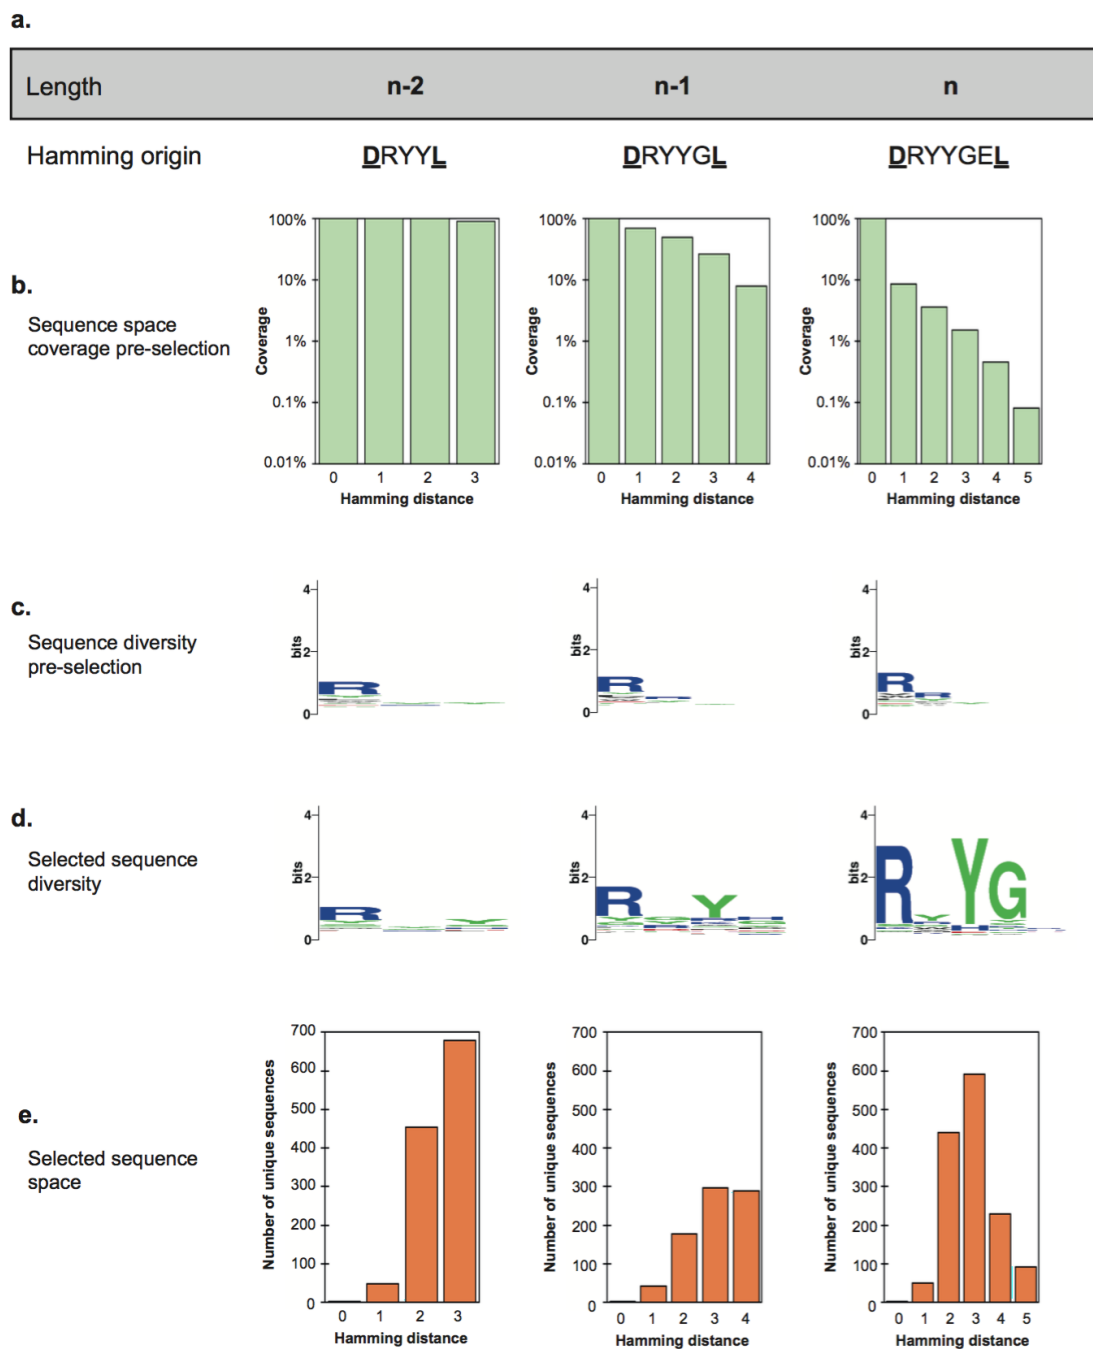 a.
Length n-2 n-1 n
Hamming origin DRYYL DRYYGL DRYYGEL
b.
Sequence space
coverage pre-selection
Coverage
100%
10%
1%
0.1%
0.01%
0 1 2 3
Hamming distance
Coverage
100%
10%
1%
0.1%
0.01%
0 1 2 3 4
Hamming distance
Coverage
100%
10%
1%
0.1%
0.01%
0 1 2 3 4 5
Hamming distance
c.
Sequence diversity
pre-selection
bits
4
2
0
R
bits
4
2
0
R
bits
4
2
0
R
R
d.
Selected sequence
diversity
bits
4
2
0
R
Y
bits
4
2
0
R
Y
bits
4
2
0
R
Y
YG
e.
Selected sequence
space
Number of unique sequences
700
600
500
400
300
200
100
0
0 1 2 3
Hamming distance
Number of unique sequences
700
600
500
400
300
200
100
0
0 1 2 3 4
Hamming distance
Number of unique sequences
700
600
500
400
300
200
100
0
0 1 2 3 4 5
Hamming distance